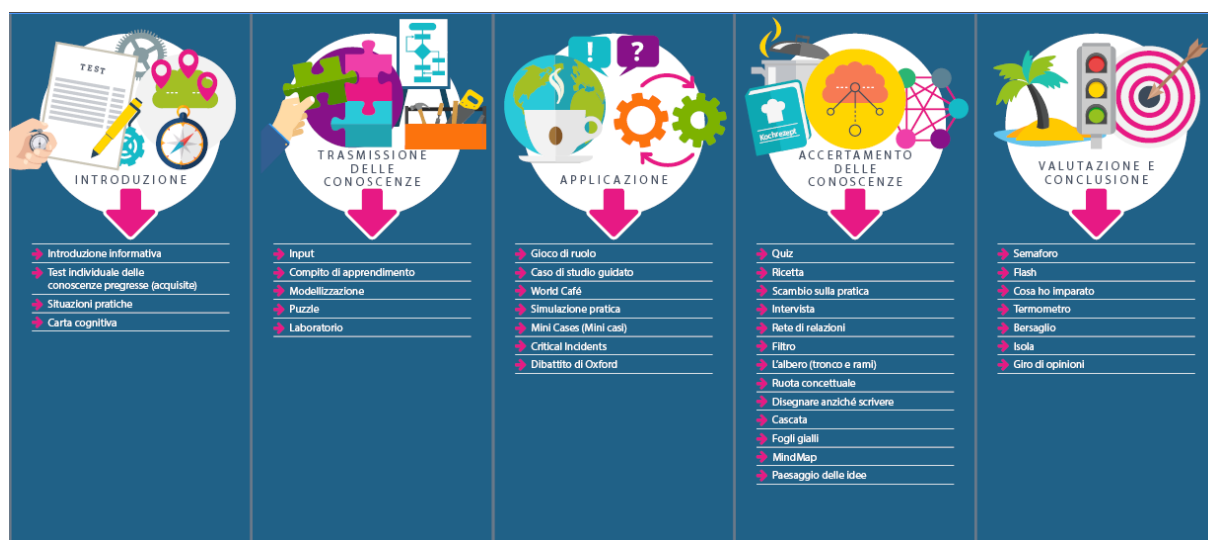 TEST
INTRODUZIONE
Introduzione informativa
Test individuale delle
conoscenze pregresse (acquisite)
Situazioni pratiche
Carta cognitiva
TRASMISSIONE
DELLE
CONOSCENZE
Input
Compito di apprendimento
Modellizzazione
Puzzle
Laboratorio
! ?
APPLICAZIONE
Gioco di ruolo
Caso di studio guidato
World Café
Simulazione pratica
Mini Cases (Mini casi)
Critical Incidents
Dibattito di Oxford
Kochrezept
ACCERTAMENTO
DELLE
CONOSCENZE
Quiz
Ricetta
Scambio sulla pratica
Intervista
Rete di relazioni
Filtro
L'albero (tronco e rami)
Ruota concettuale
Disegnare anziché scrivere
Cascata
Fogli gialli
MindMap
Paesaggio delle idee
VALUTAZIONE E
CONCLUSIONE
Semaforo
Flash
Cosa ho imparato
Termometro
Bersaglio
Isola
Giro di opinioni